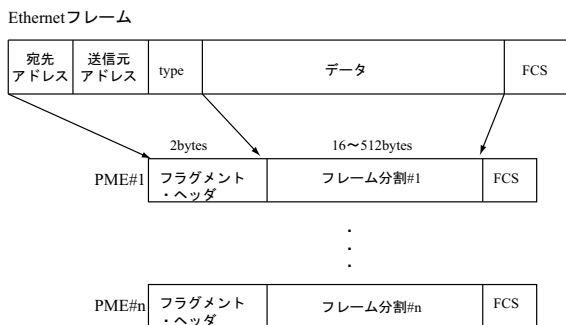 Ethernetフレーム
宛先
アドレス
送信元
アドレス
type
データ
FCS
2bytes
16〜512bytes
PME#1
フラグメント
・ヘッダ
フレーム分割#1
FCS
PME#n
フラグメント
・ヘッダ
フレーム分割#n
FCS